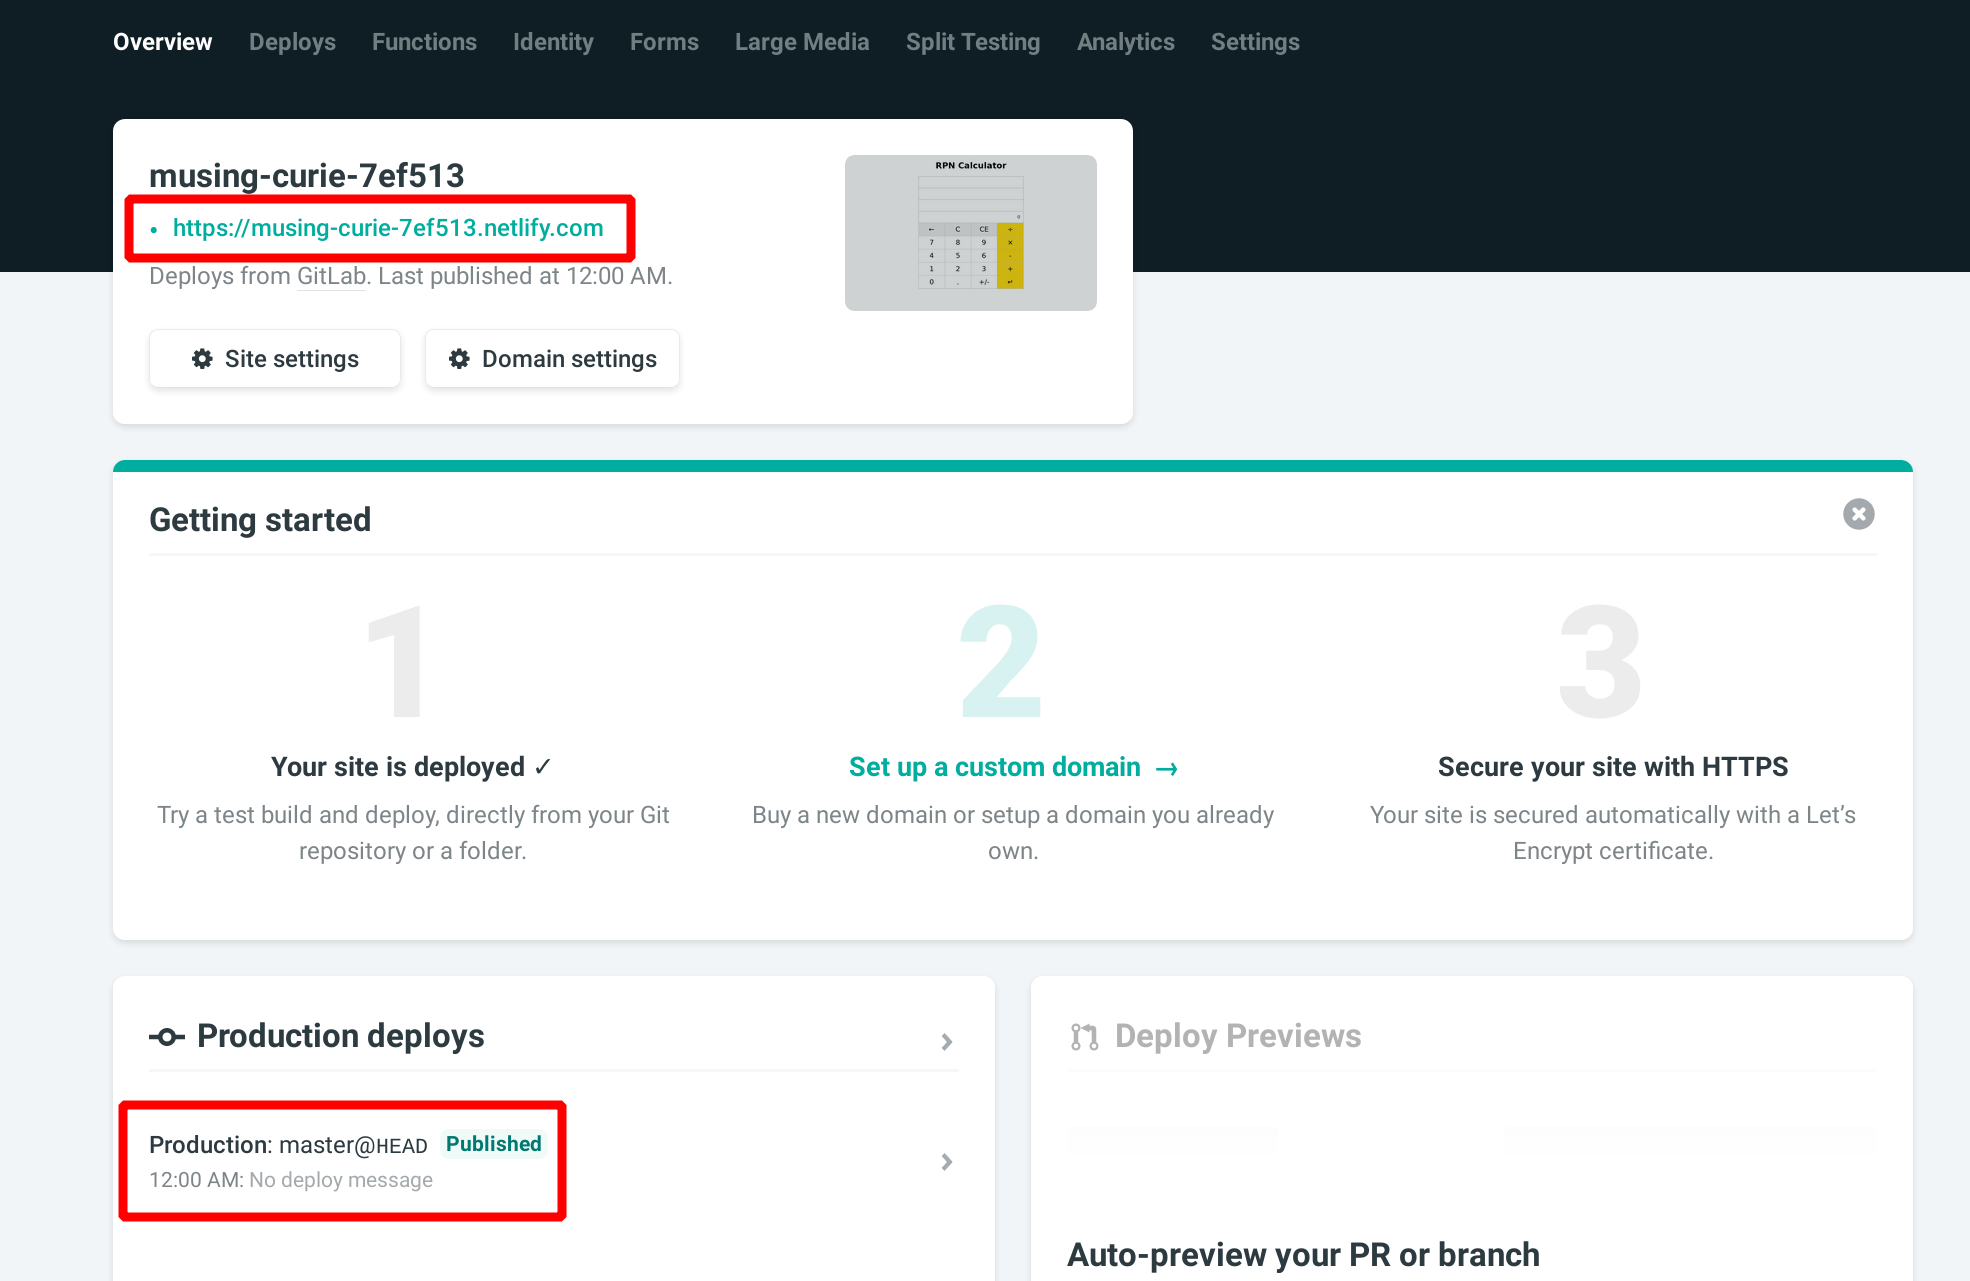 Overview Deploys Functions Identity Forms Large Media Split Testing Analytics Settings
musing-curie-7ef513
• https://musing-curie-7ef513.netlify.com
Deploys from GitLab. Last published at 12:00 AM.
Site settings Domain settings
RPN Calculator
0
← C CE ÷
7 8 9 ×
4 5 6 -
1 2 3 +
0 . +/- ↵
Getting started
1
Your site is deployed ✓
Try a test build and deploy, directly from your Git
repository or a folder.
2
Set up a custom domain →
Buy a new domain or setup a domain you already
own.
3
Secure your site with HTTPS
Your site is secured automatically with a Let’s
Encrypt certificate.
Production deploys
Production: master@HEAD Published
12:00 AM: No deploy message
Deploy Previews
Auto-preview your PR or branch